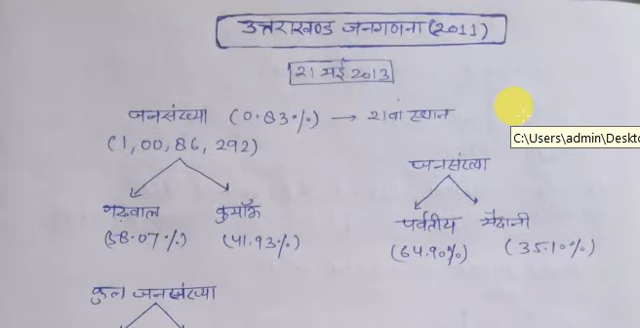 उत्तराखण्ड जनगणना (2011)
21 मई 2013
जनसंख्या (0.83%) → 21वां स्थान
(1,00,86,292)
C:\Users\admin\Deskto
जनसंख्या
गढ़वाल कुमाऊँ
(58.07%) (41.93%)
पर्वतीय मैदानी
(64.90%) (35.10%)
कुल जनसंख्या